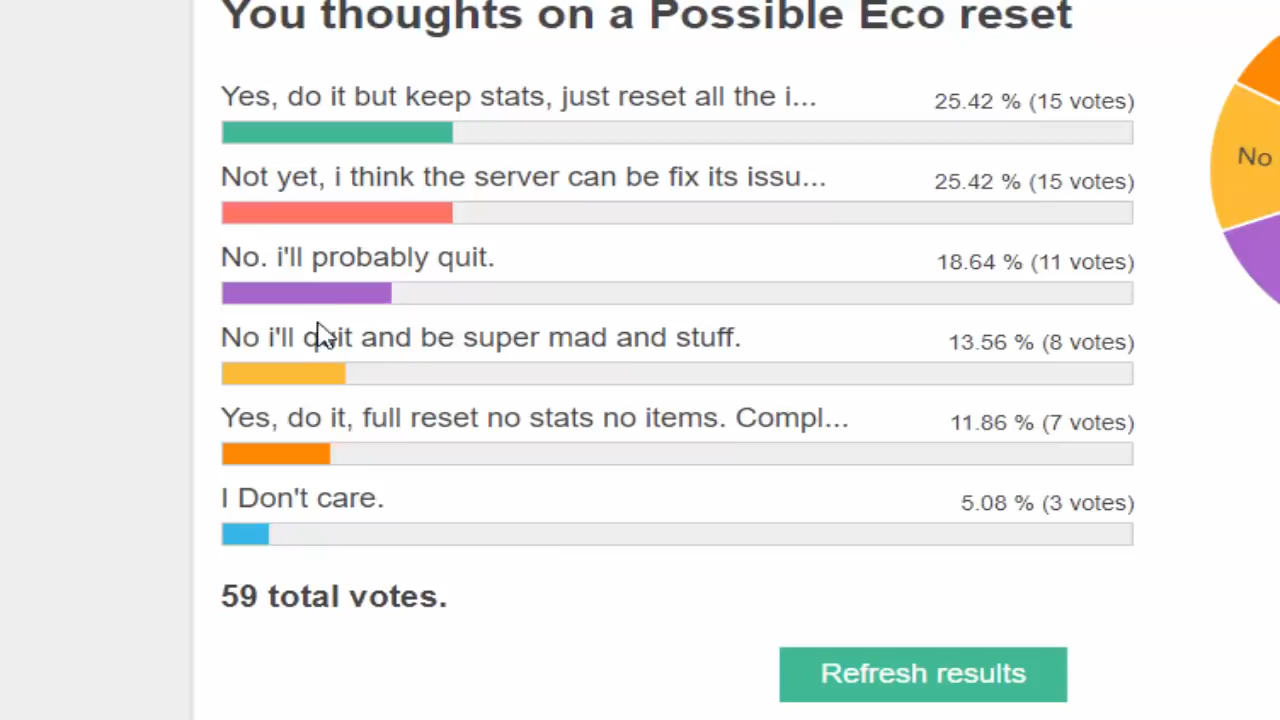 You thoughts on a Possible Eco reset
Yes, do it but keep stats, just reset all the i...
25.42 % (15 votes)
Not yet, i think the server can be fix its issu...
25.42 % (15 votes)
No. i'll probably quit.
18.64 % (11 votes)
No i'll quit and be super mad and stuff.
13.56 % (8 votes)
Yes, do it, full reset no stats no items. Compl...
11.86 % (7 votes)
I Don't care.
5.08 % (3 votes)
59 total votes.
Refresh results
No